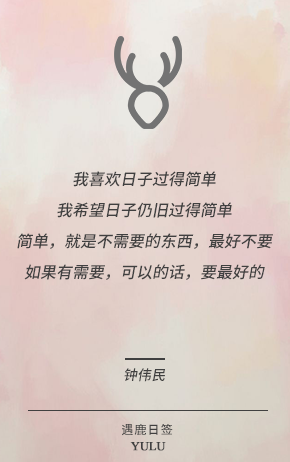 我喜欢日子过得简单
我希望日子仍旧过得简单
简单，就是不需要的东西，最好不要
如果有需要，可以的话，要最好的
钟伟民
遇鹿日签
YULU